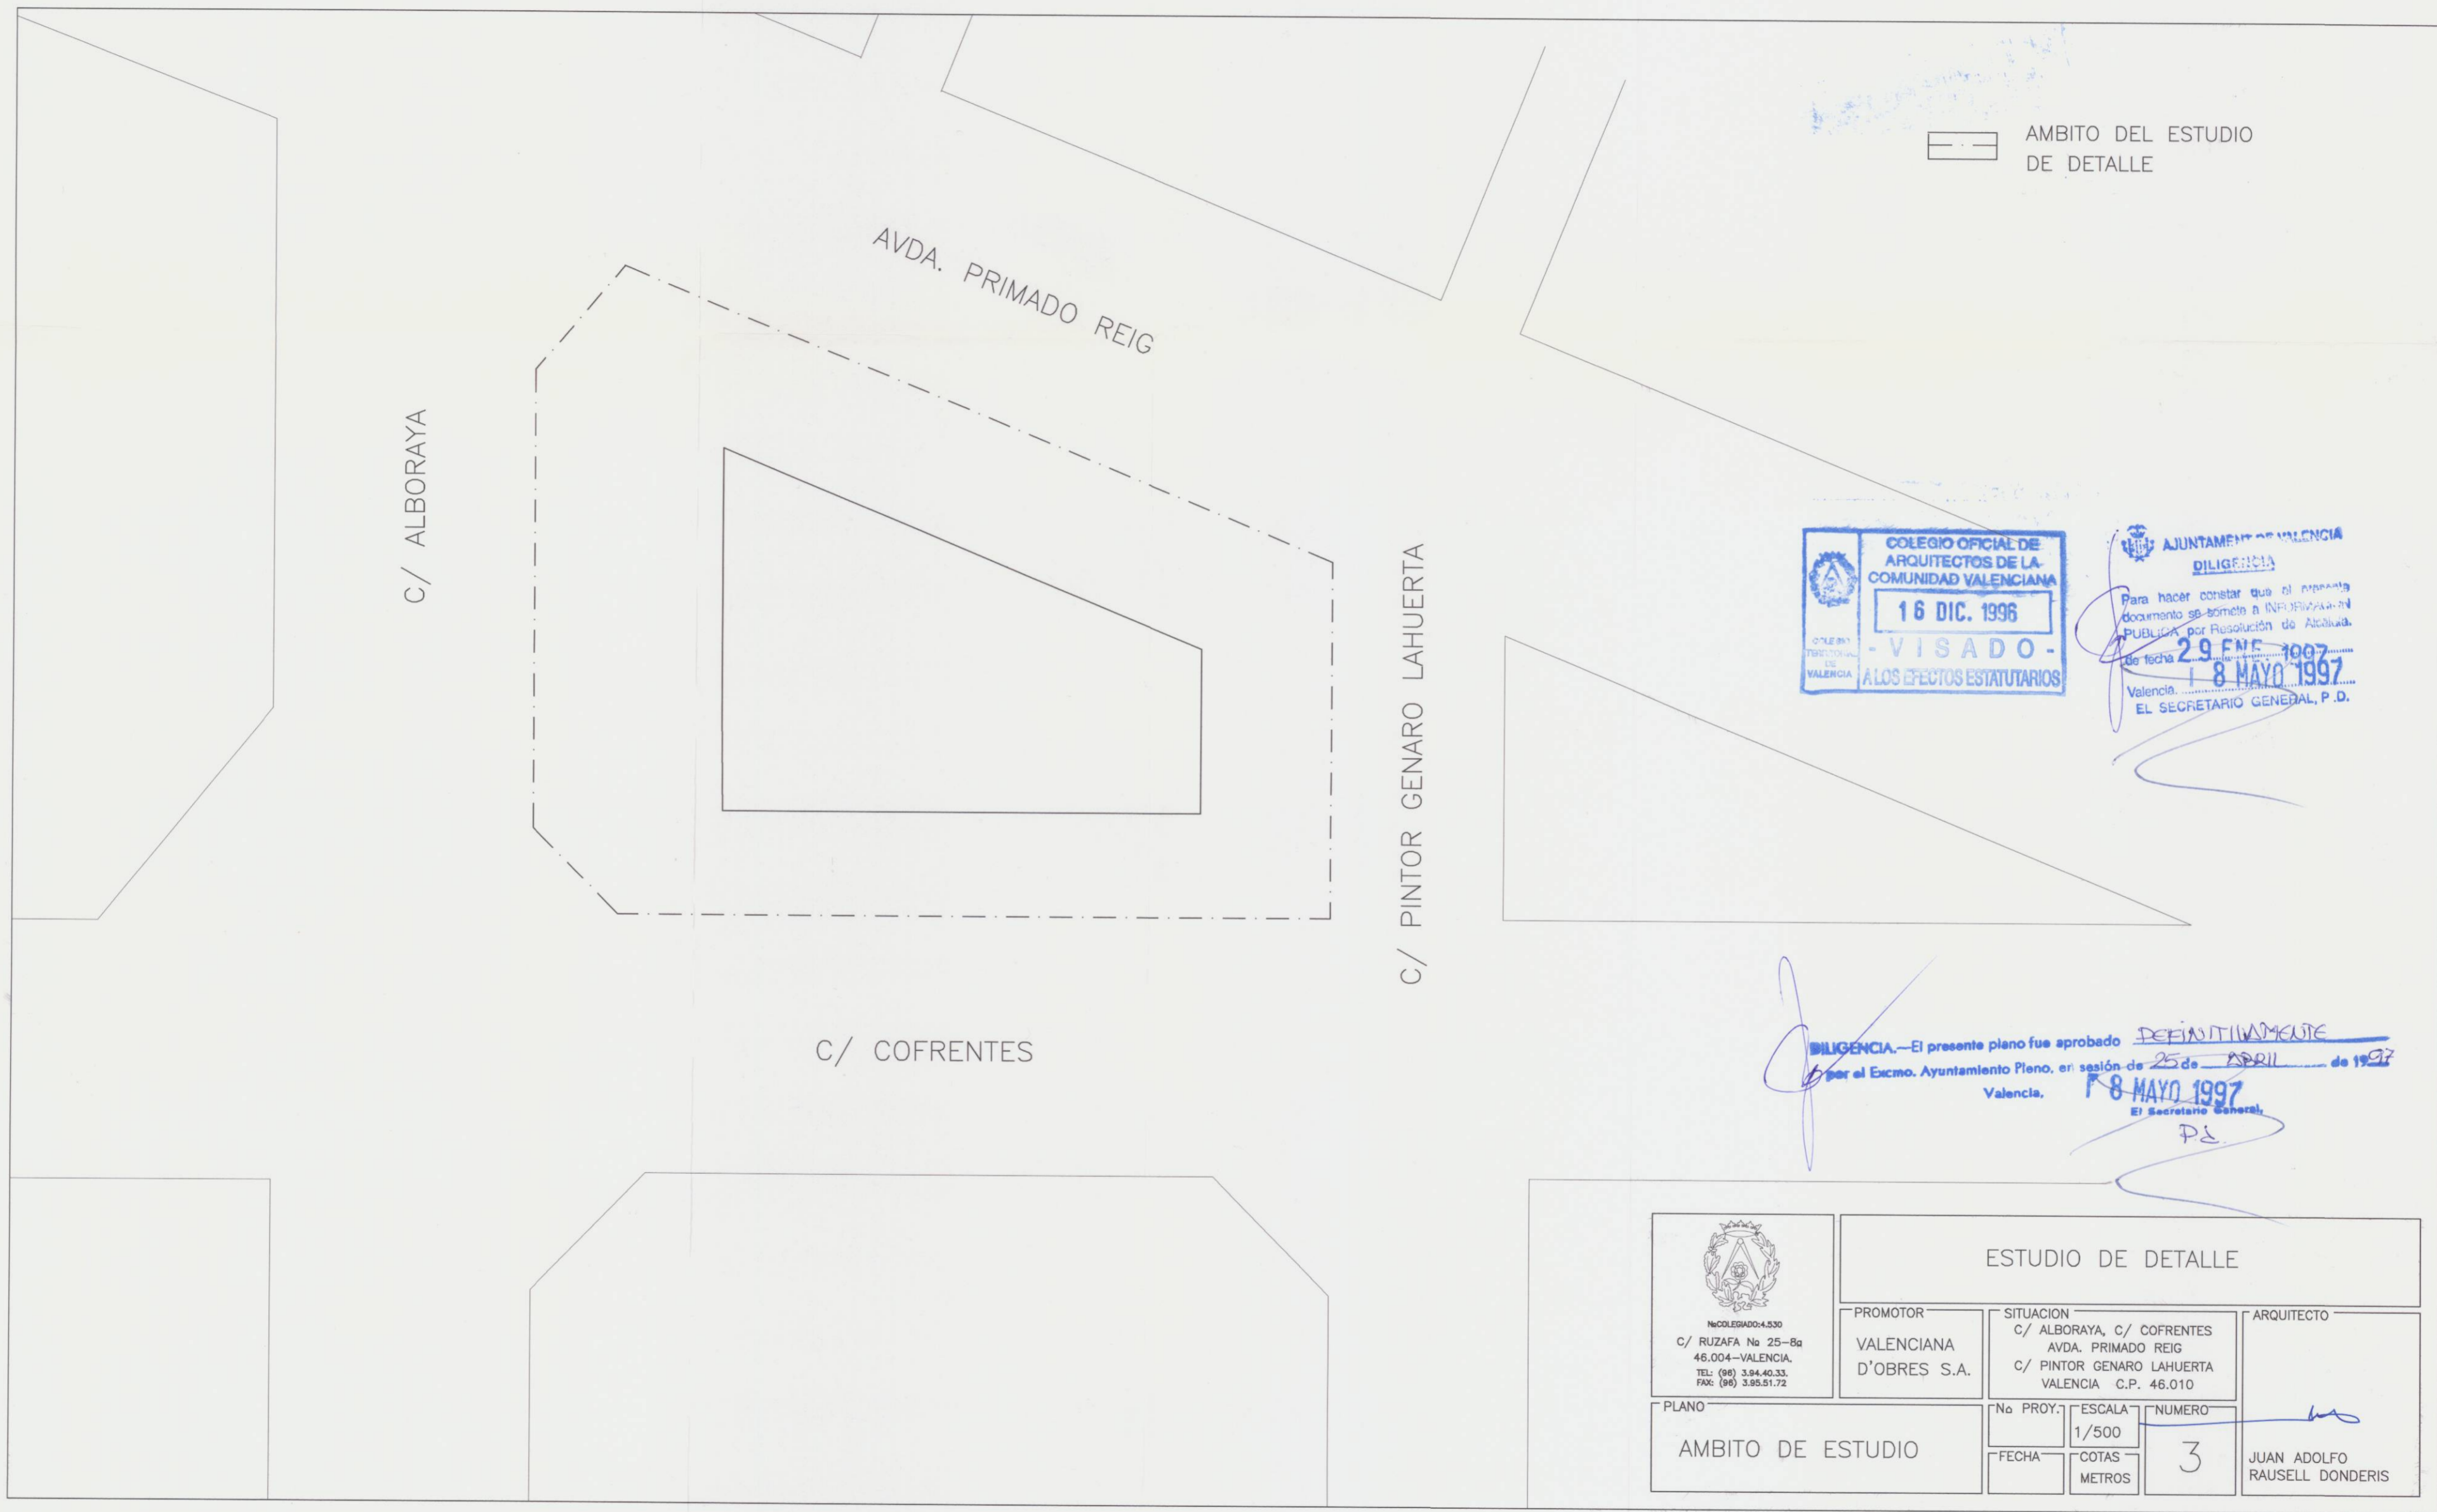 AMBITO DEL ESTUDIO
DE DETALLE
AVDA. PRIMADO REIG
C/ ALBORAYA
C/ PINTOR GENARO LAHUERTA
C/ COFRENTES
COLEGIO OFICIAL DE
ARQUITECTOS DE LA
COMUNIDAD VALENCIANA
16 DIC. 1996
- VISADO -
A LOS EFECTOS ESTATUTARIOS
COLEGIO
TERRITORIAL
DE
VALENCIA
AJUNTAMENT DE VALENCIA
DILIGENCIA
Para hacer constar que el presente
documento se somete a INFORMACION
PUBLICA por Resolución de Alcaldía.
de fecha 29 ENE. 1997
Valencia. 8 MAYO 1997
EL SECRETARIO GENERAL, P.D.
DILIGENCIA.—El presente plano fue aprobado DEFINITIVAMENTE
por el Excmo. Ayuntamiento Pleno, en sesión de 25 de ABRIL de 1997
Valencia, 8 MAYO 1997
El Secretario General,
P.d.
NoCOLEGIADO:4.530
C/ RUZAFA No 25-8a
46.004-VALENCIA.
TEL: (96) 3.94.40.33.
FAX: (96) 3.95.51.72
ESTUDIO DE DETALLE
PROMOTOR
VALENCIANA
D'OBRES S.A.
SITUACION
C/ ALBORAYA, C/ COFRENTES
AVDA. PRIMADO REIG
C/ PINTOR GENARO LAHUERTA
VALENCIA C.P. 46.010
ARQUITECTO
JUAN ADOLFO
RAUSELL DONDERIS
PLANO
AMBITO DE ESTUDIO
No PROY.
ESCALA
1/500
NUMERO
3
FECHA
COTAS
METROS